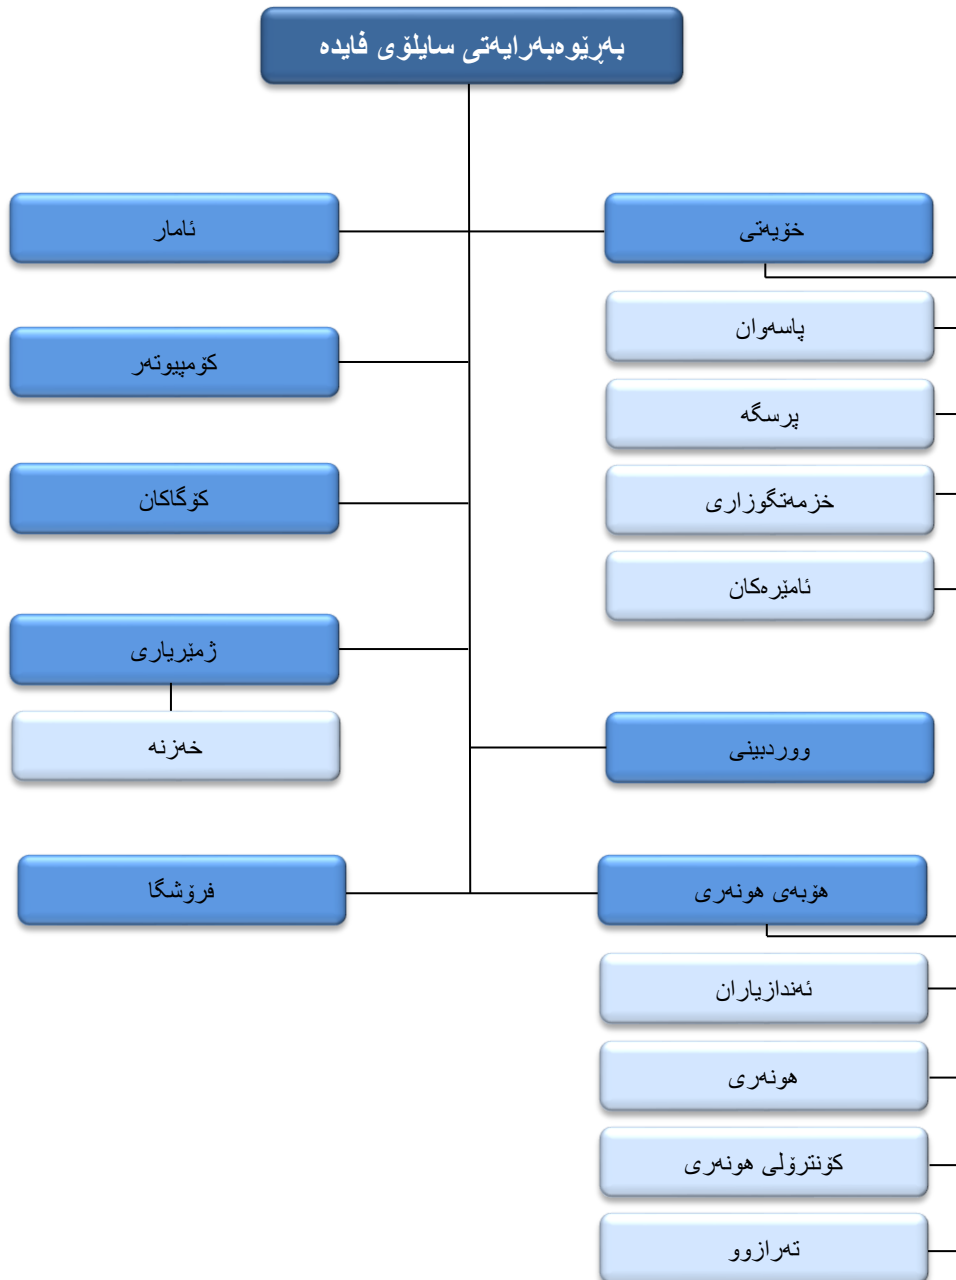 بەڕێوەبەرایەتی سایلۆی فایدە
خۆیەتی
ئامار
پاسەوان
کۆمپیوتەر
پرسگە
کۆگاکان
خزمەتگوزاری
ئامێرەکان
ژمێریاری
خەزنە
ووردبینی
هۆبەی هونەری
فرۆشگا
ئەندازیاران
هونەری
کۆنترۆلی هونەری
تەرازوو